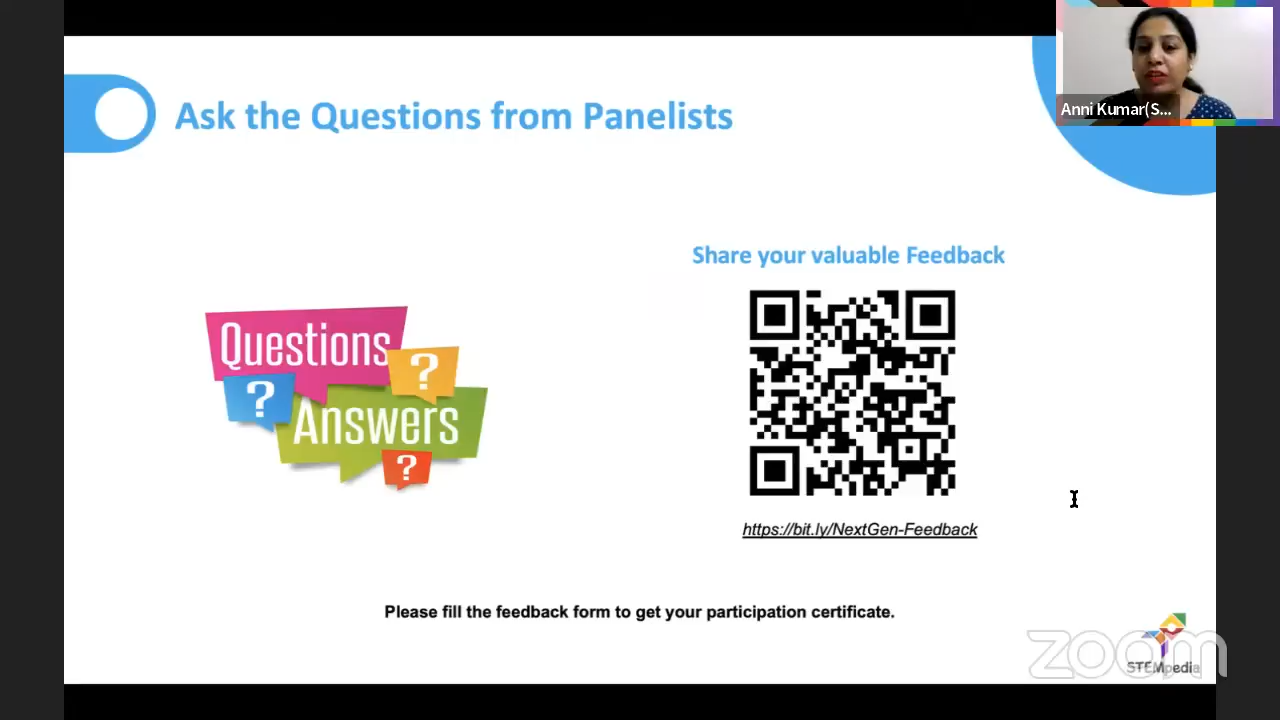 Anni Kumar(S...
Ask the Questions from Panelists
Share your valuable Feedback
Questions
?
?
Answers
?
https://bit.ly/NextGen-Feedback
Please fill the feedback form to get your participation certificate.
zoom
STEMpedia